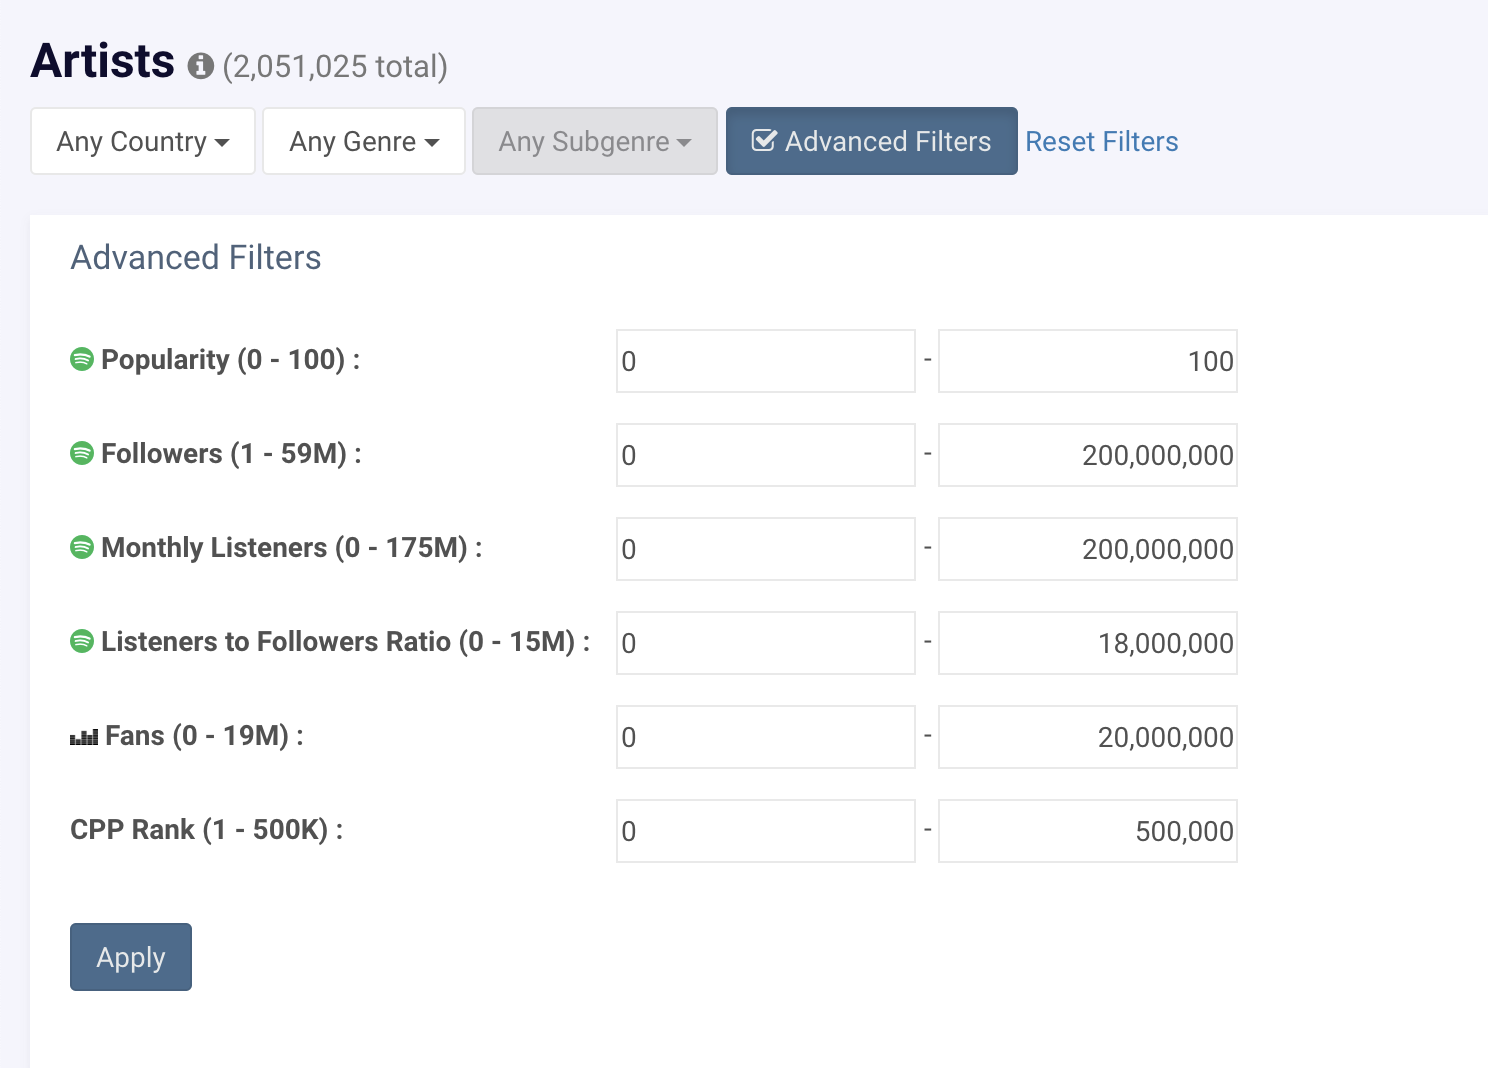 Artists (2,051,025 total)
Any Country Any Genre Any Subgenre Advanced Filters Reset Filters
Advanced Filters
Popularity (0 - 100) : 0 - 100
Followers (1 - 59M) : 0 - 200,000,000
Monthly Listeners (0 - 175M) : 0 - 200,000,000
Listeners to Followers Ratio (0 - 15M) : 0 - 18,000,000
Fans (0 - 19M) : 0 - 20,000,000
CPP Rank (1 - 500K) : 0 - 500,000
Apply